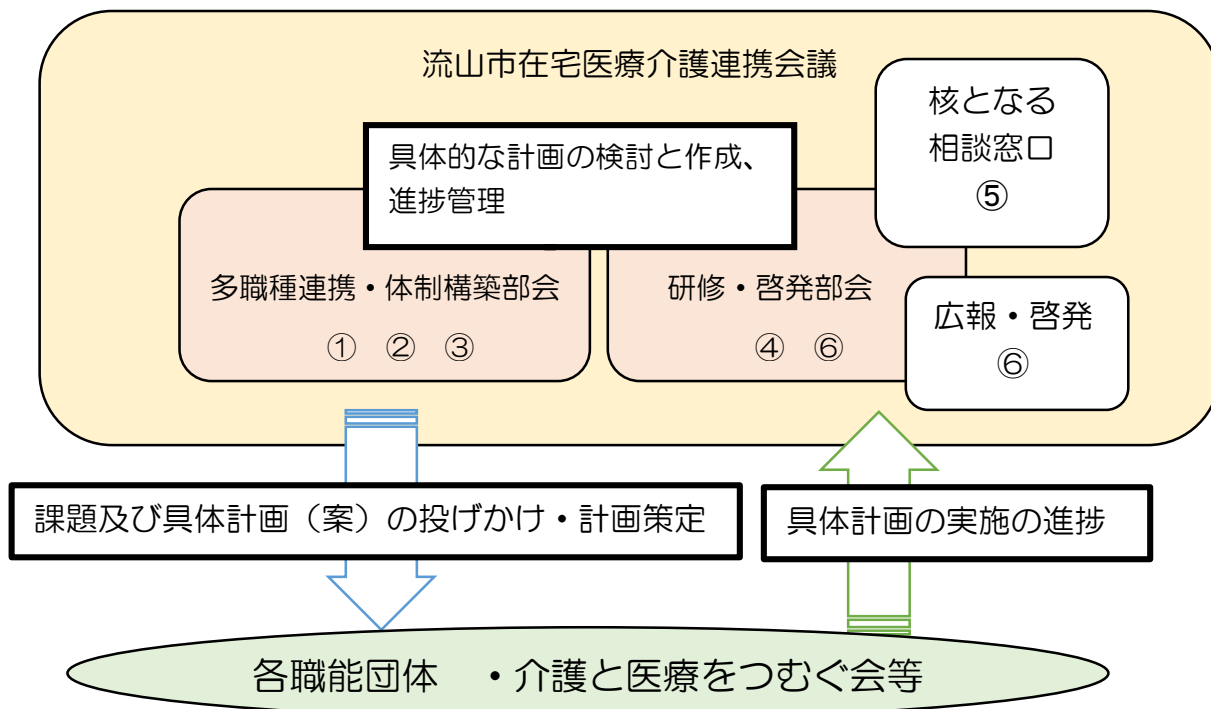 流山市在宅医療介護連携会議
核となる
相談窓口
⑤
具体的な計画の検討と作成、
進捗管理
多職種連携・体制構築部会
① ② ③
研修・啓発部会
④ ⑥
広報・啓発
⑥
課題及び具体計画（案）の投げかけ・計画策定
具体計画の実施の進捗
各職能団体　・介護と医療をつむぐ会等